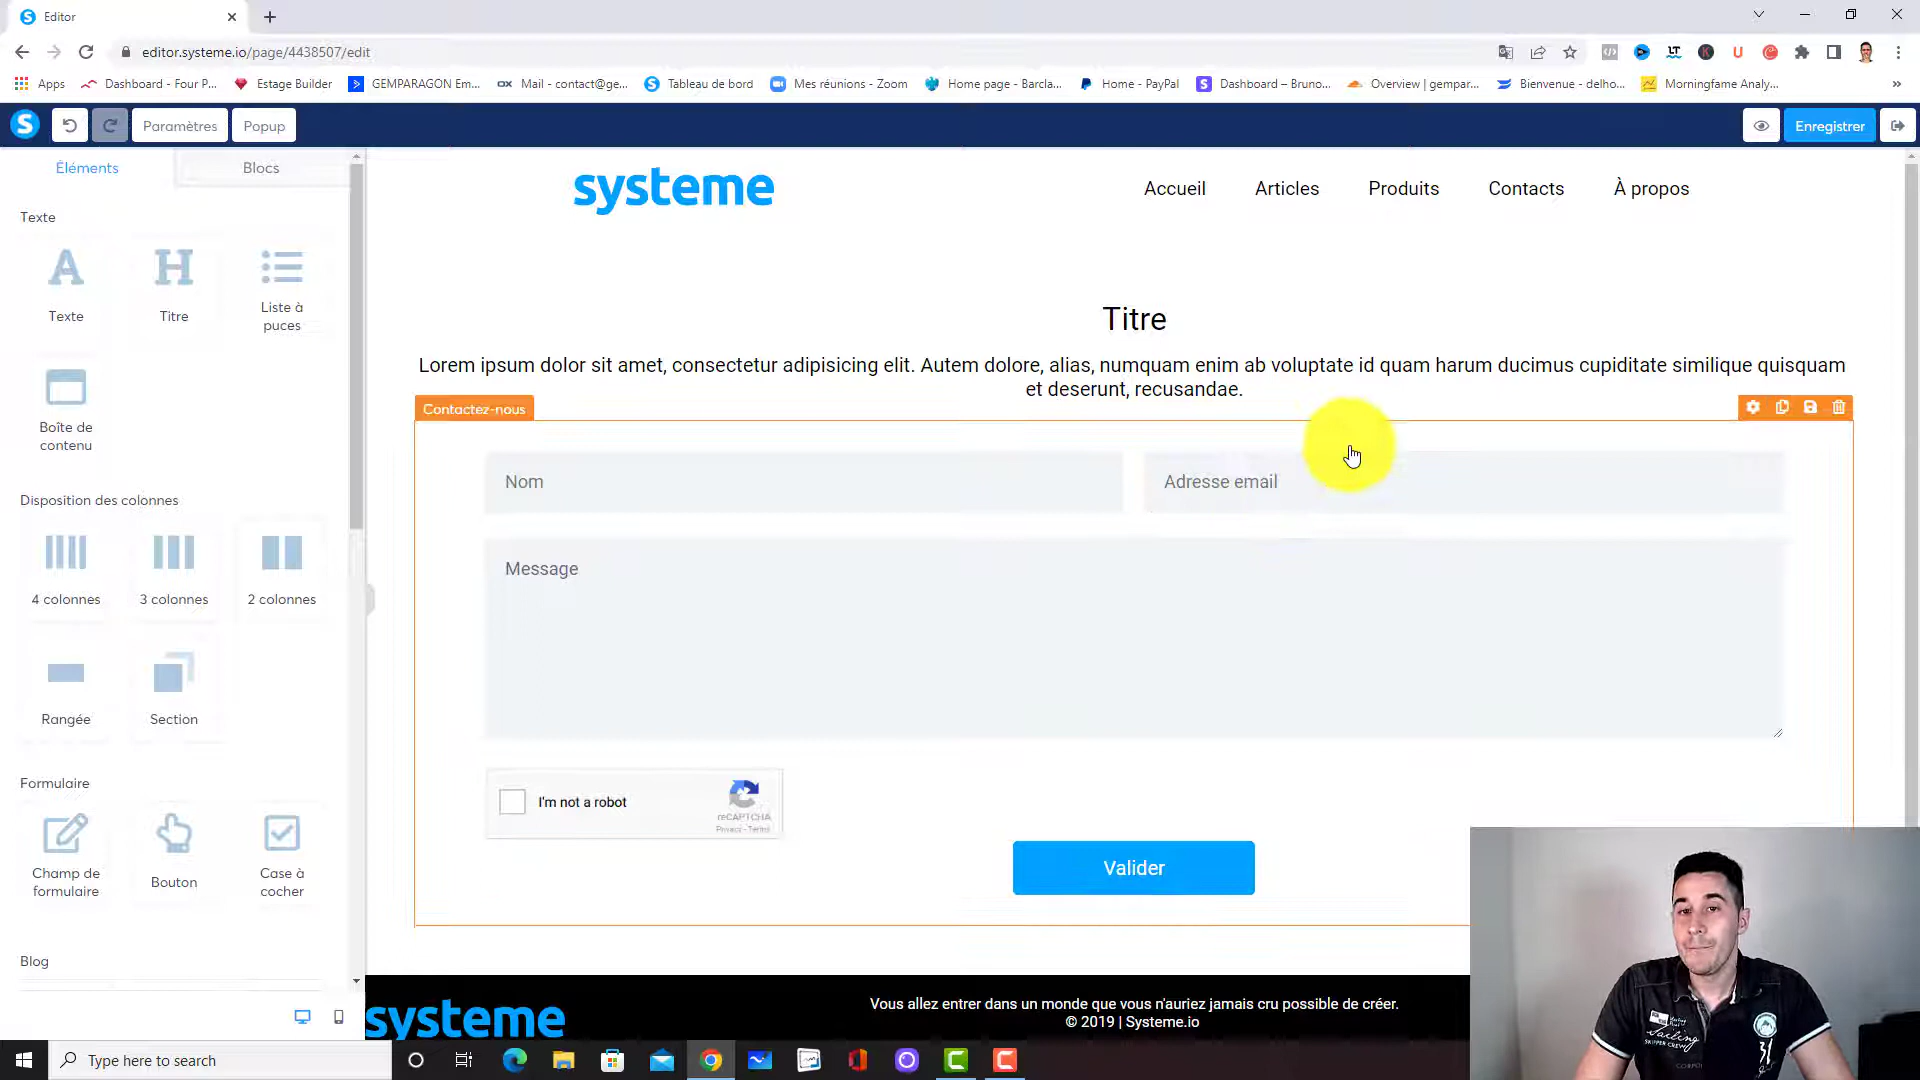 Editor
editor.systeme.io/page/4438507/edit
Apps
Dashboard - Four P...
Estage Builder
GEMPARAGON Em...
Mail - contact@ge...
Tableau de bord
Mes réunions - Zoom
Home page - Barcla...
Home - PayPal
Dashboard – Bruno...
Overview | gempar...
Bienvenue - delho...
Morningfame Analy...
»
S
Paramètres
Popup
Enregistrer
Éléments
Blocs
systeme
Accueil
Articles
Produits
Contacts
À propos
Texte
Texte
Titre
Liste à
puces
Boîte de
contenu
Titre
Lorem ipsum dolor sit amet, consectetur adipisicing elit. Autem dolore, alias, numquam enim ab voluptate id quam harum ducimus cupiditate similique quisquam
et deserunt, recusandae.
Contactez-nous
Nom
Adresse email
Message
Disposition des colonnes
4 colonnes
3 colonnes
2 colonnes
Rangée
Section
Formulaire
Champ de
formulaire
Bouton
Case à
cocher
Blog
I'm not a robot
reCAPTCHA
Privacy - Terms
Valider
systeme
Vous allez entrer dans un monde que vous n'auriez jamais cru possible de créer.
© 2019 | Systeme.io
Sailing
SKIPPER CREW
31
Type here to search